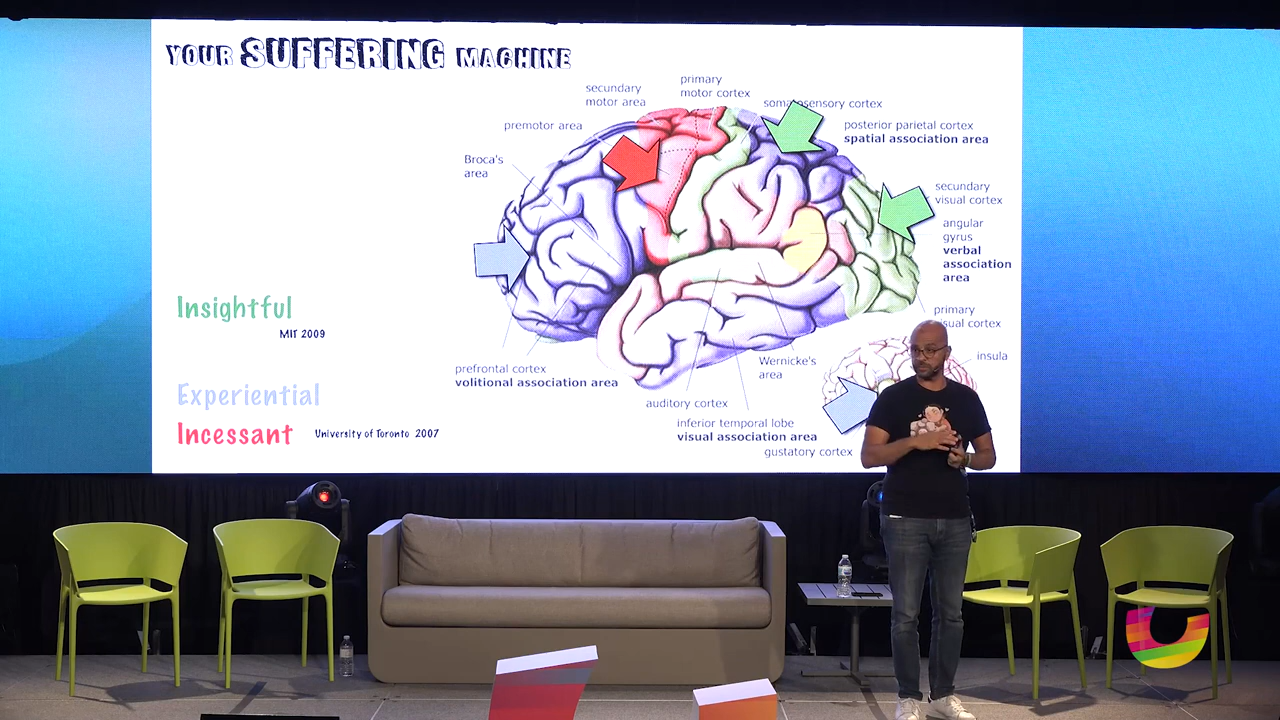 YOUR SUFFERING MACHINE
primary
motor cortex
secundary
motor area
somatosensory cortex
premotor area
posterior parietal cortex
spatial association area
Broca's
area
secundary
visual cortex
angular
gyrus
verbal
association
area
Insightful
MIT 2009
primary
visual cortex
insula
Wernicke's
area
prefrontal cortex
volitional association area
Experiential
auditory cortex
inferior temporal lobe
visual association area
Incessant
University of Toronto 2007
gustatory cortex